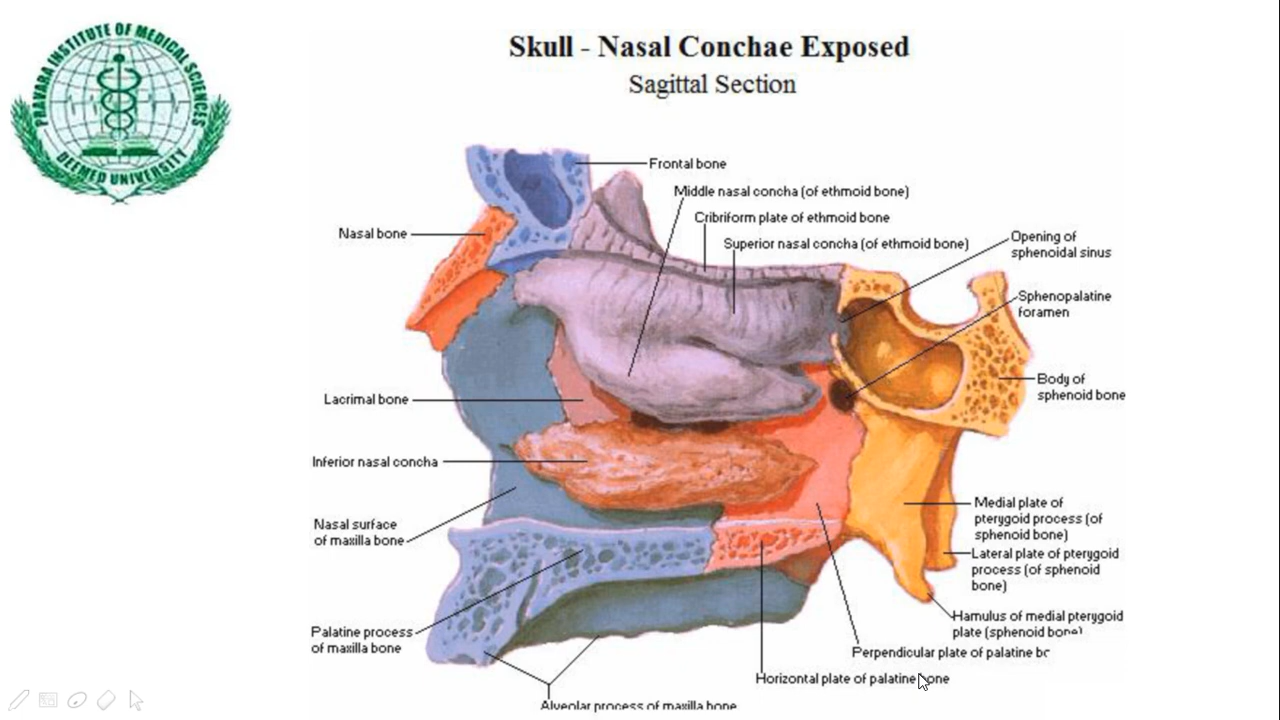 PRAVARA INSTITUTE OF MEDICAL SCIENCES
DEEMED UNIVERSITY
Skull - Nasal Conchae Exposed
Sagittal Section
Frontal bone
Middle nasal concha (of ethmoid bone)
Cribriform plate of ethmoid bone
Superior nasal concha (of ethmoid bone)
Nasal bone
Opening of
sphenoidal sinus
Sphenopalatine
foramen
Body of
sphenoid bone
Lacrimal bone
Inferior nasal concha
Nasal surface
of maxilla bone
Medial plate of
pterygoid process (of
sphenoid bone)
Lateral plate of pterygoid
process (of sphenoid
bone)
Hamulus of medial pterygoid
plate (sphenoid bone)
Palatine process
of maxilla bone
Perpendicular plate of palatine bo
Horizontal plate of palatine bone
Alveolar process of maxilla bone